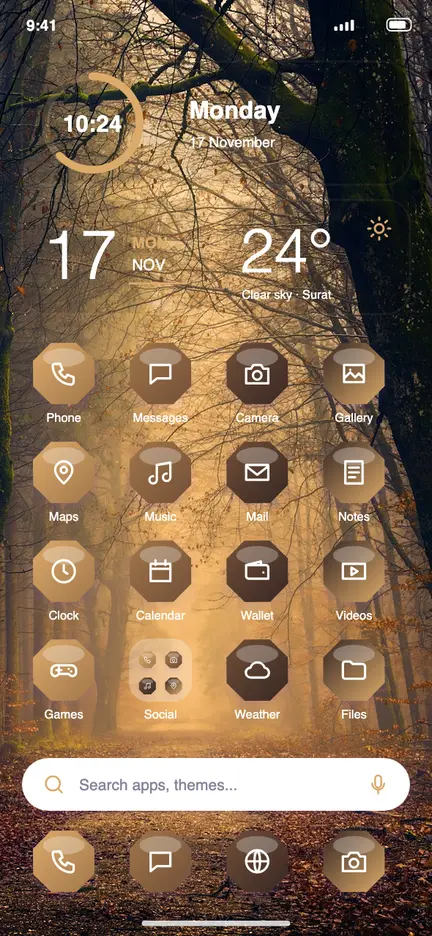 9:41
10:24
Monday
17 November
17
MON
NOV
24°
Clear sky · Surat
Phone
Messages
Camera
Gallery
Maps
Music
Mail
Notes
Clock
Calendar
Wallet
Videos
Games
Social
Weather
Files
Search apps, themes...